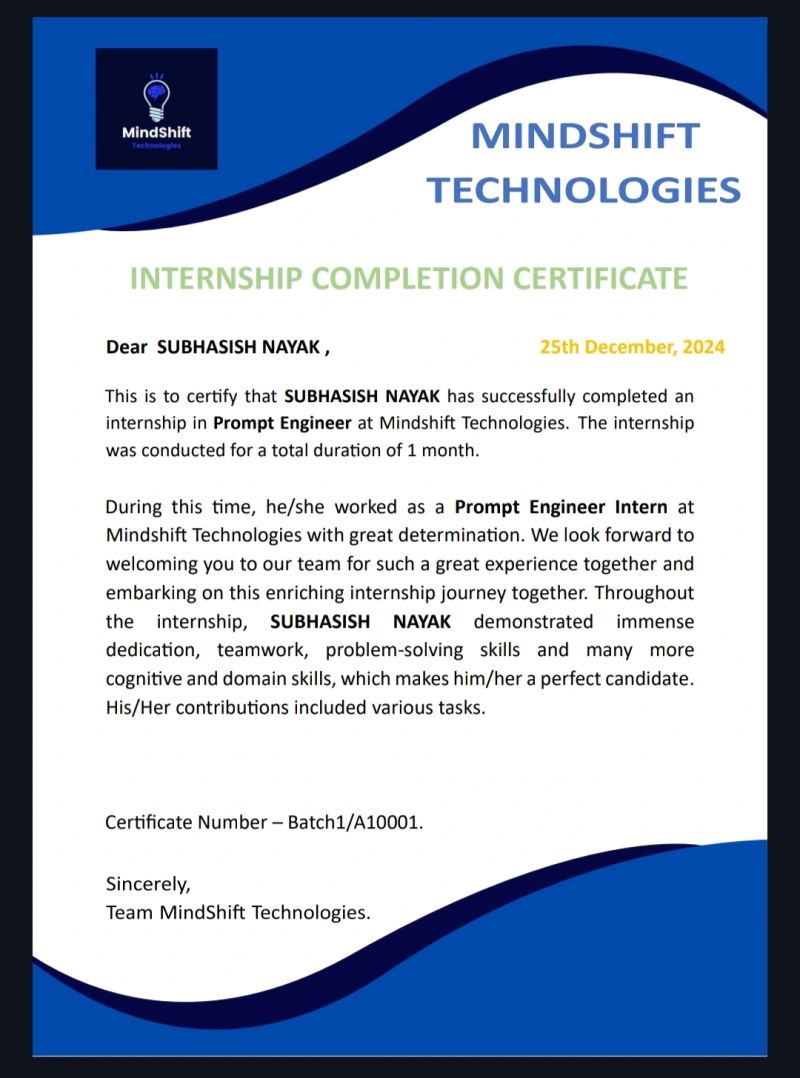 MindShift
Technologies
MINDSHIFT
TECHNOLOGIES
INTERNSHIP COMPLETION CERTIFICATE
Dear SUBHASISH NAYAK , 25th December, 2024
This is to certify that SUBHASISH NAYAK has successfully completed an
internship in Prompt Engineer at Mindshift Technologies. The internship
was conducted for a total duration of 1 month.
During this time, he/she worked as a Prompt Engineer Intern at
Mindshift Technologies with great determination. We look forward to
welcoming you to our team for such a great experience together and
embarking on this enriching internship journey together. Throughout
the internship, SUBHASISH NAYAK demonstrated immense
dedication, teamwork, problem-solving skills and many more
cognitive and domain skills, which makes him/her a perfect candidate.
His/Her contributions included various tasks.
Certificate Number – Batch1/A10001.
Sincerely,
Team MindShift Technologies.